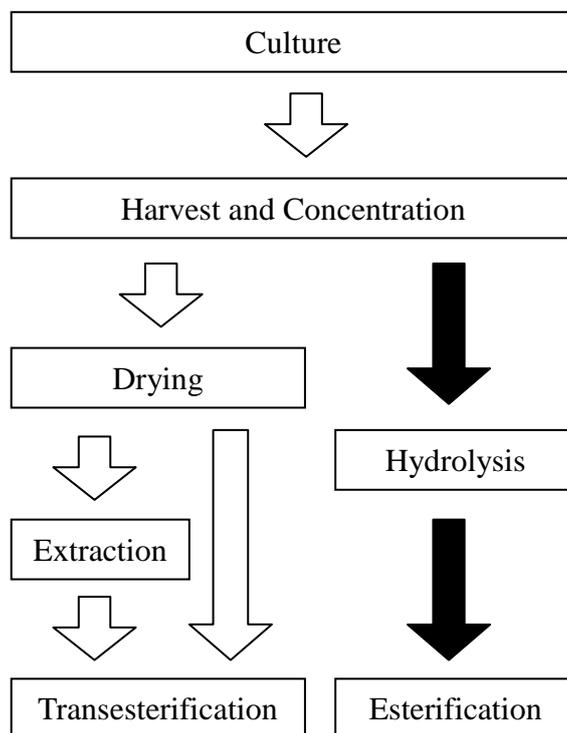 Culture
Harvest and Concentration
Drying
Hydrolysis
Extraction
Transesterification
Esterification